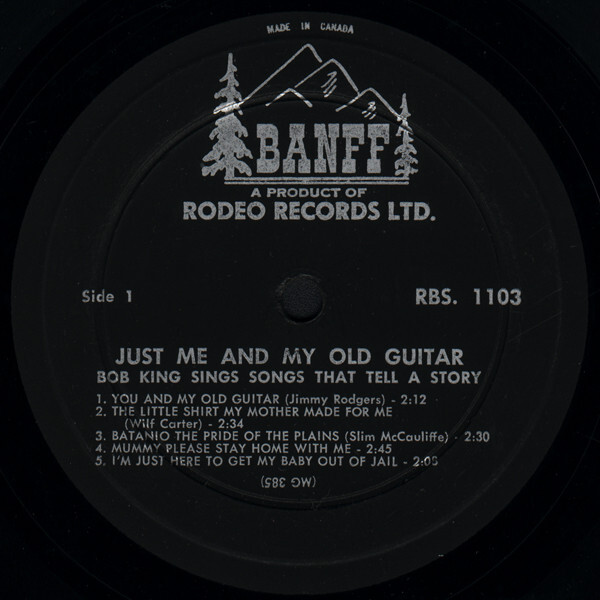 MADE IN CANADA
BANFF
A PRODUCT OF
RODEO RECORDS LTD.
Side 1
RBS. 1103
JUST ME AND MY OLD GUITAR
BOB KING SINGS SONGS THAT TELL A STORY
1. YOU AND MY OLD GUITAR (Jimmy Rodgers) - 2:12
2. THE LITTLE SHIRT MY MOTHER MADE FOR ME
(Wilf Carter) - 2:34
3. BATANIO THE PRIDE OF THE PLAINS (Slim McCauliffe) - 2:30
4. MUMMY PLEASE STAY HOME WITH ME - 2:45
5. I'M JUST HERE TO GET MY BABY OUT OF JAIL - 2:08
(MG 385)